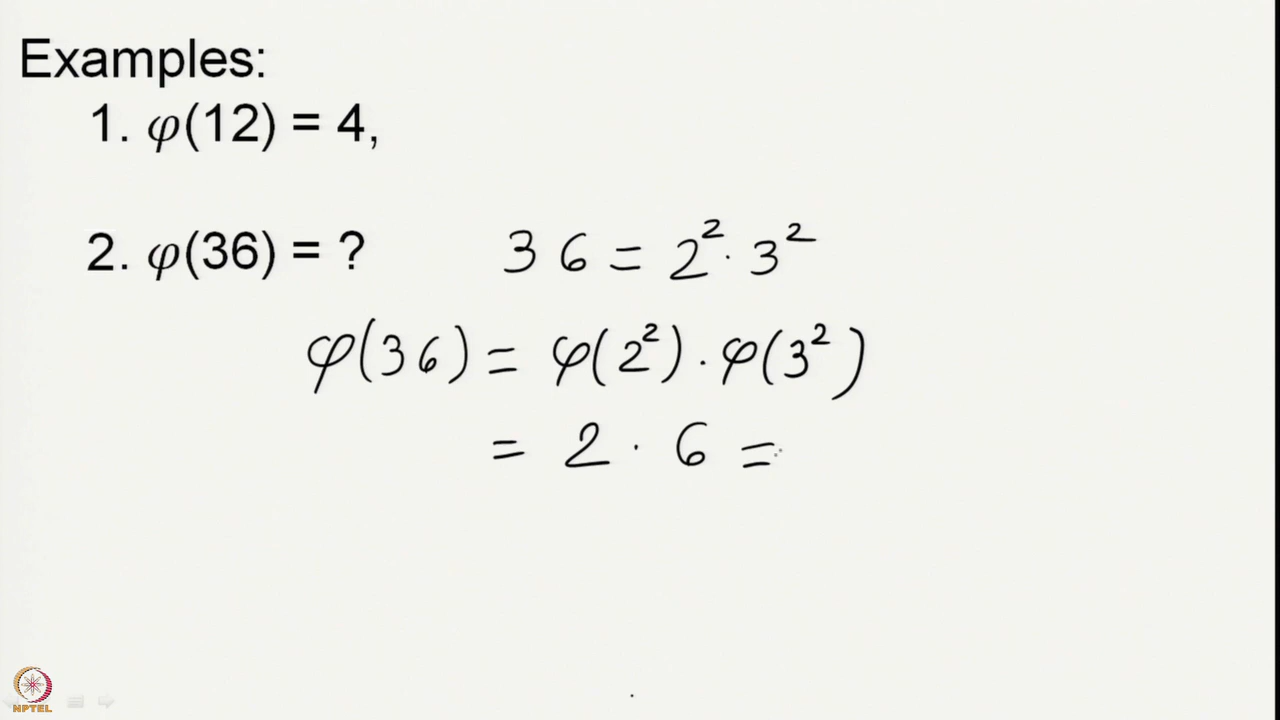 Examples:
1. φ(12) = 4,
2. φ(36) = ? 36 = 2² · 3²
φ(36) = φ(2²) · φ(3²)
= 2 · 6 =
NPTEL